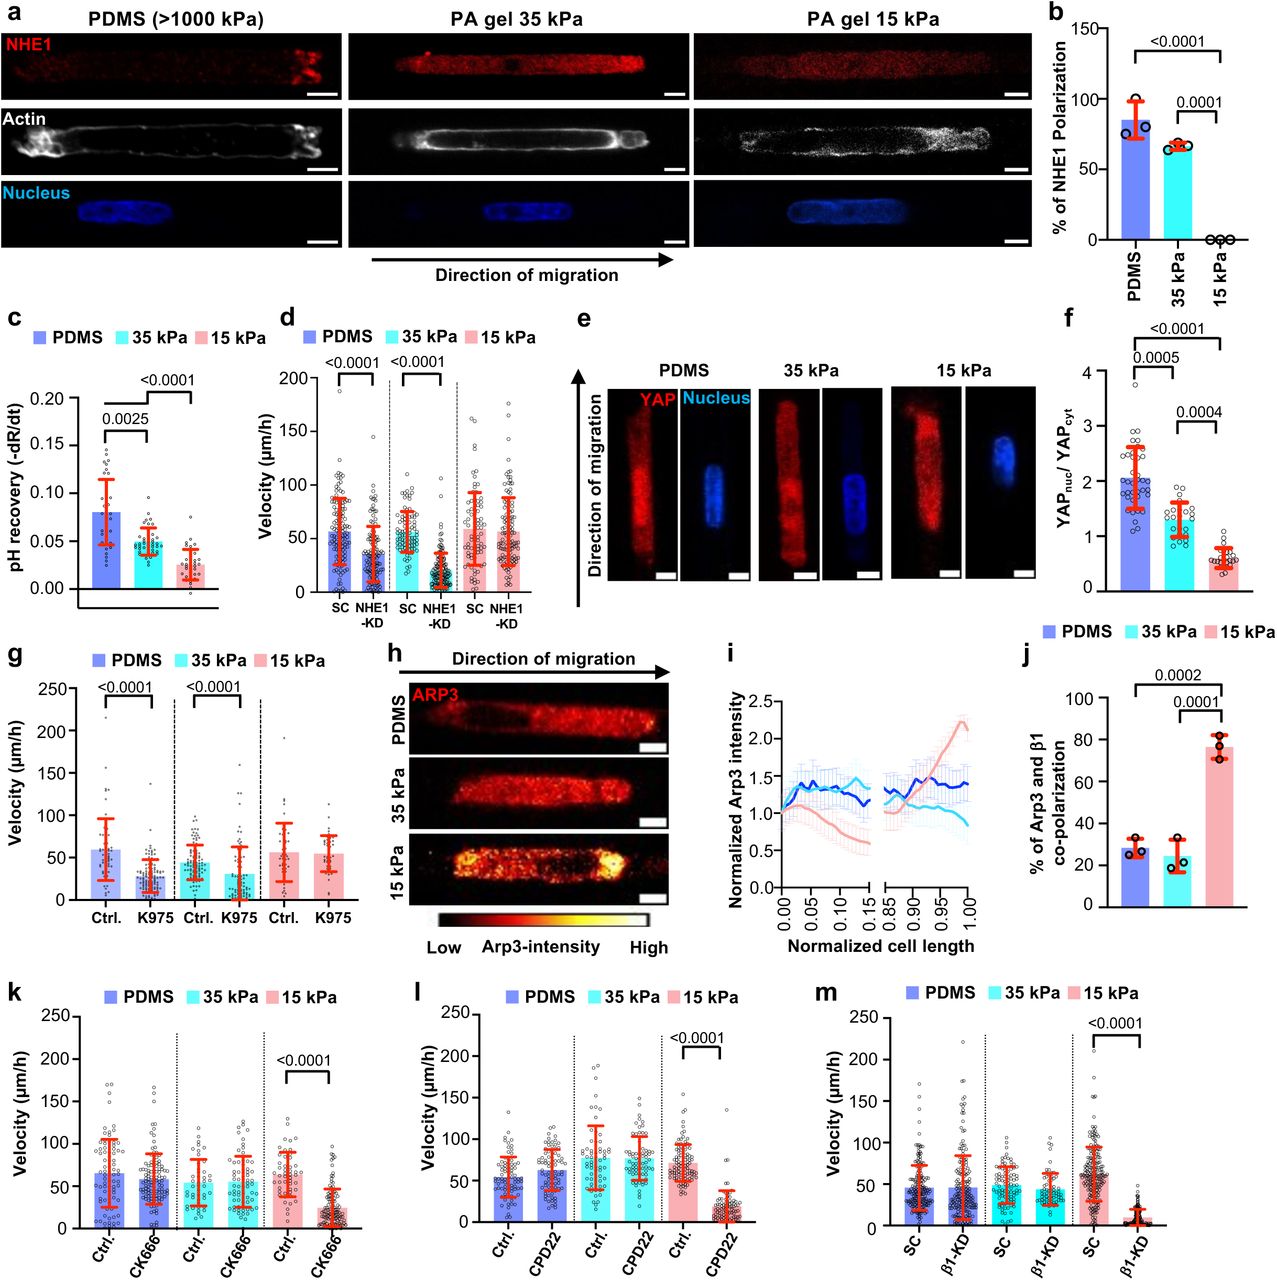 a
PDMS (>1000 kPa)
PA gel 35 kPa
PA gel 15 kPa
NHE1
Actin
Nucleus
Direction of migration
b
% of NHE1 Polarization
150
100
50
0
<0.0001
0.0001
PDMS
35 kPa
15 kPa
c
PDMS 35 kPa 15 kPa
pH recovery (-dR/dt)
0.20
0.15
0.10
0.05
0.00
<0.0001
0.0025
d
PDMS 35 kPa 15 kPa
Velocity (µm/h)
200
150
100
50
0
<0.0001 <0.0001
SC NHE1 SC NHE1 SC NHE1
-KD -KD -KD
e
PDMS 35 kPa 15 kPa
YAP Nucleus
Direction of migration
f
YAPnuc/ YAPcyt
4
3
2
1
0
<0.0001
0.0005
0.0004
PDMS 35 kPa 15 kPa
g
PDMS 35 kPa 15 kPa
Velocity (µm/h)
250
200
150
100
50
0
<0.0001 <0.0001
Ctrl. K975 Ctrl. K975 Ctrl. K975
h
Direction of migration
ARP3
PDMS
35 kPa
15 kPa
Low Arp3-intensity High
i
Normalized Arp3 intensity
2.5
2.0
1.5
1.0
0.5
0.0
0.00 0.05 0.10 0.15 0.85 0.90 0.95 1.00
Normalized cell length
j
% of Arp3 and β1
co-polarization
100
80
60
40
20
0
0.0002
0.0001
k
PDMS 35 kPa 15 kPa
Velocity (µm/h)
250
200
150
100
50
0
<0.0001
Ctrl. CK666 Ctrl. CK666 Ctrl. CK666
l
PDMS 35 kPa 15 kPa
Velocity (µm/h)
250
200
150
100
50
0
<0.0001
Ctrl. CPD22 Ctrl. CPD22 Ctrl. CPD22
m
PDMS 35 kPa 15 kPa
Velocity (µm/h)
250
200
150
100
50
0
<0.0001
SC β1-KD SC β1-KD SC β1-KD